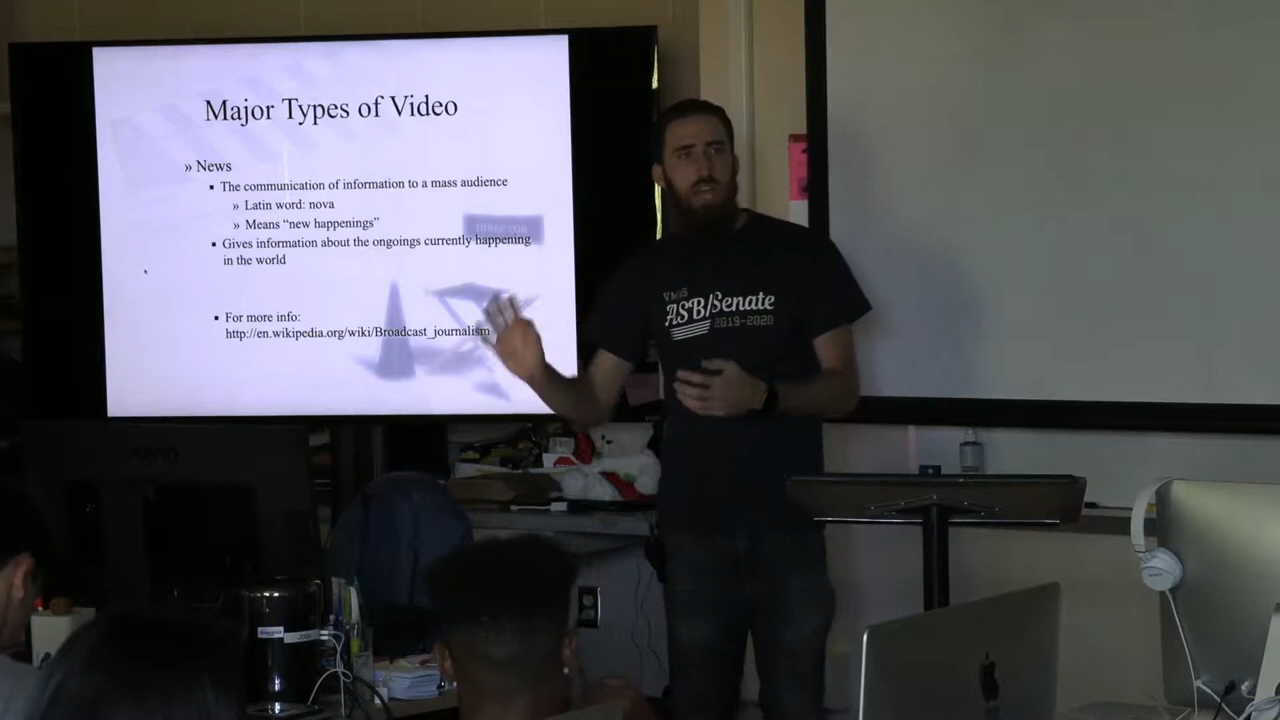 Major Types of Video
» News
▪ The communication of information to a mass audience
» Latin word: nova
» Means “new happenings”
DIRECTOR
▪ Gives information about the ongoings currently happening
in the world
▪ For more info:
http://en.wikipedia.org/wiki/Broadcast_journalism
ASB/Senate
2019-2020